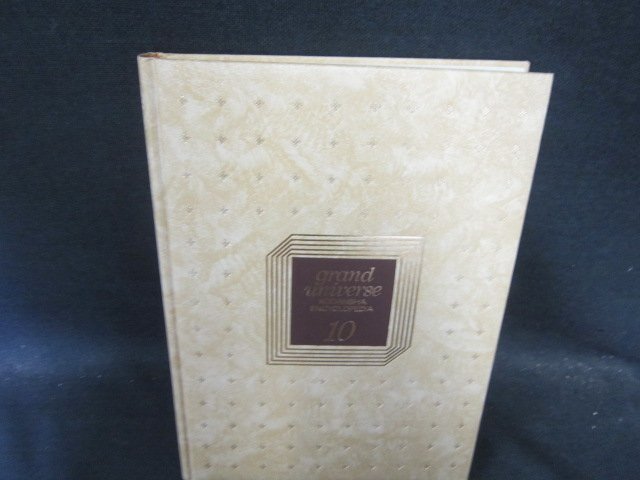 grand
universe
KODANSHA
ENCYCLOPEDIA
10